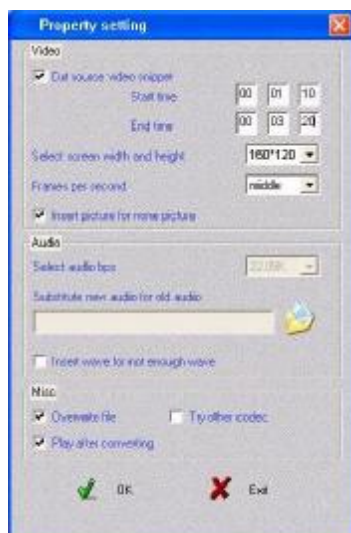 Property setting
Video
Cut source video snippet
Start time 00 01 10
End time 00 03 20
Select screen width and height 160*120
Frames per second middle
Insert picture for none picture
Audio
Select audio bps 22.05K
Substitute new audio for old audio
Insert wave for not enough wave
Misc
Overwrite file Try other codec
Play after converting
OK Exit